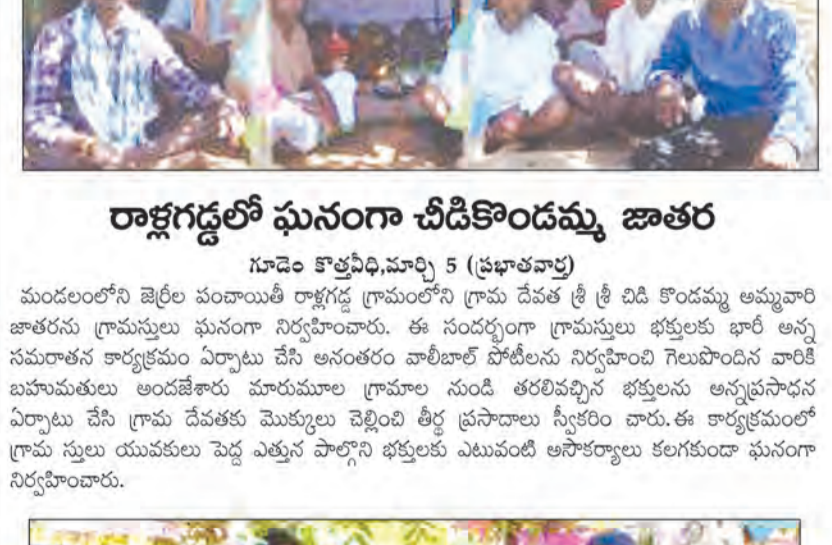 రాళ్లగడ్డలో ఘనంగా చీడికొండమ్మ జాతర
గూడెం కొత్తవీధి,మార్చి 5 (ప్రభాతవార్త)
మండలంలోని జెర్రీల పంచాయితీ రాళ్లగడ్డ గ్రామంలోని గ్రామ దేవత శ్రీ శ్రీ చిడి కొండమ్మ అమ్మవారి
జాతరను గ్రామస్తులు ఘనంగా నిర్వహించారు. ఈ సందర్భంగా గ్రామస్తులు భక్తులకు భారీ అన్న
సమరాతన కార్యక్రమం ఏర్పాటు చేసి అనంతరం వాలీబాల్ పోటీలను నిర్వహించి గెలుపొందిన వారికి
బహుమతులు అందజేశారు మారుమూల గ్రామాల నుండి తరలివచ్చిన భక్తులను అన్నప్రసాధన
ఏర్పాటు చేసి గ్రామ దేవతకు మొక్కులు చెల్లించి తీర్థ ప్రసాదాలు స్వీకరిం చారు.ఈ కార్యక్రమంలో
గ్రామ స్తులు యువకులు పెద్ద ఎత్తున పాల్గొని భక్తులకు ఎటువంటి అసౌకర్యాలు కలగకుండా ఘనంగా
నిర్వహించారు.